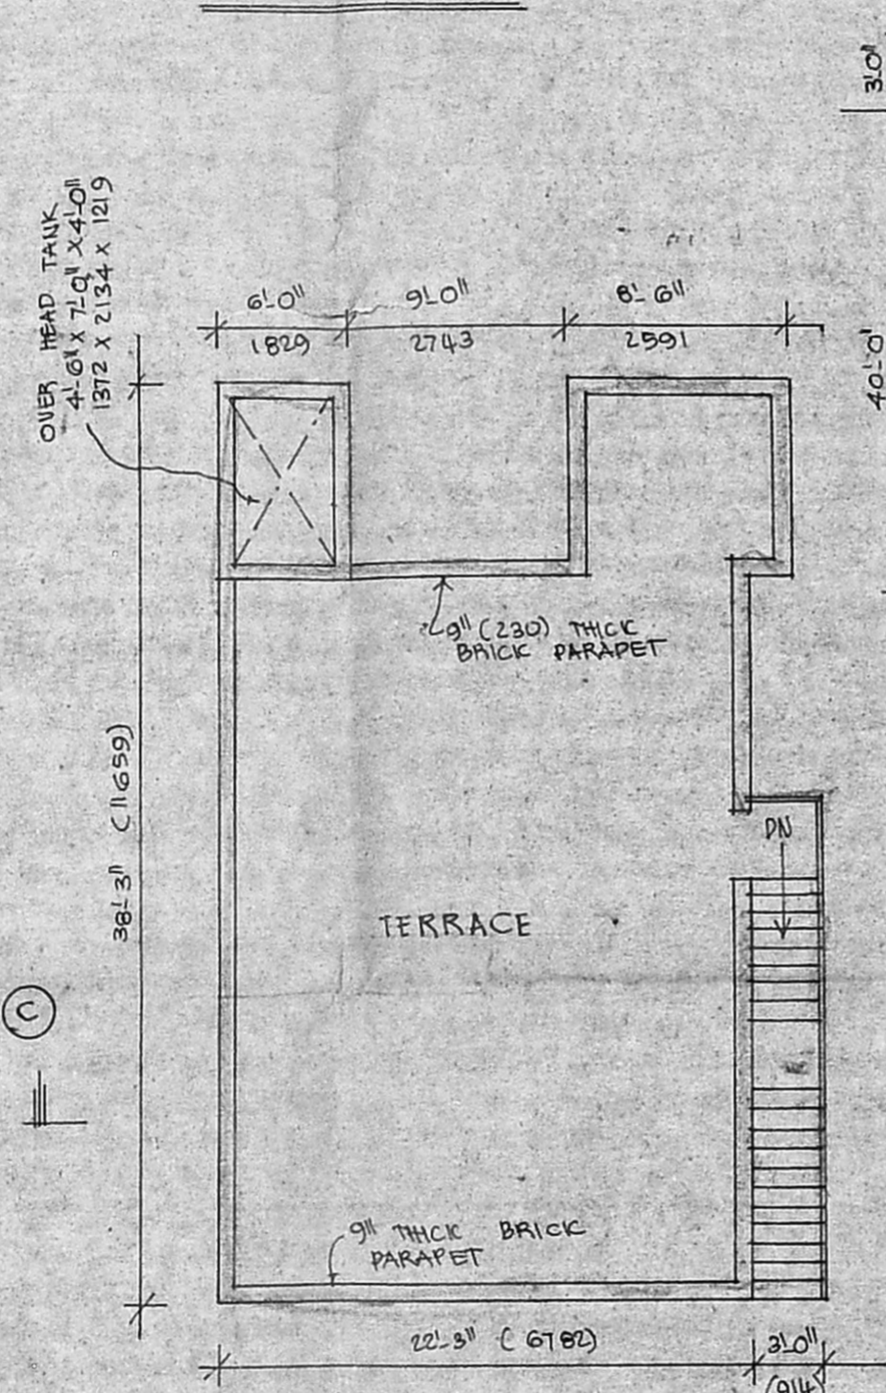 3'-0"
OVER HEAD TANK
4'-6" X 7'-0" X 4'-0"
1372 X 2134 X 1219
6'-0" 9'-0" 8'-6"
1829 2743 2591
40'-0"
9" (230) THICK
BRICK PARAPET
38'-3" (11659)
DN
TERRACE
C
9" THICK BRICK
PARAPET
22'-3" (6782) 3'-0"
(914)